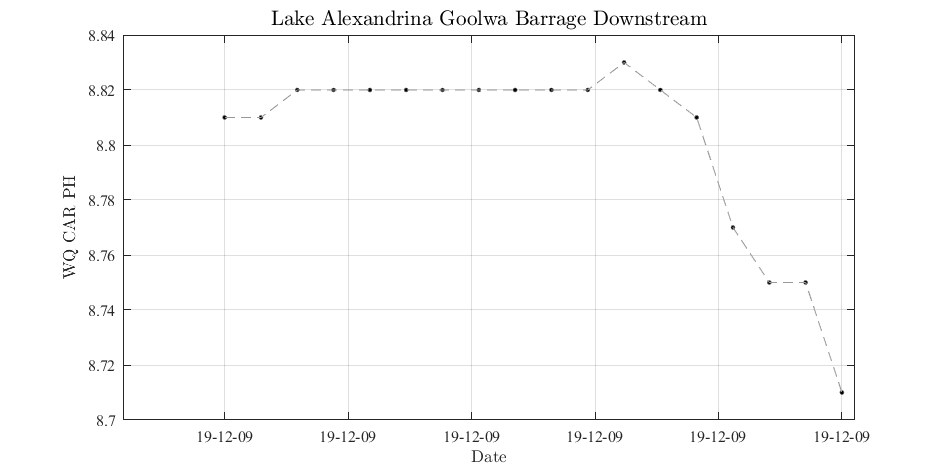 Lake Alexandrina Goolwa Barrage Downstream
8.84
8.82
8.8
8.78
8.76
8.74
8.72
8.7
WQ CAR PH
19-12-09 19-12-09 19-12-09 19-12-09 19-12-09 19-12-09
Date